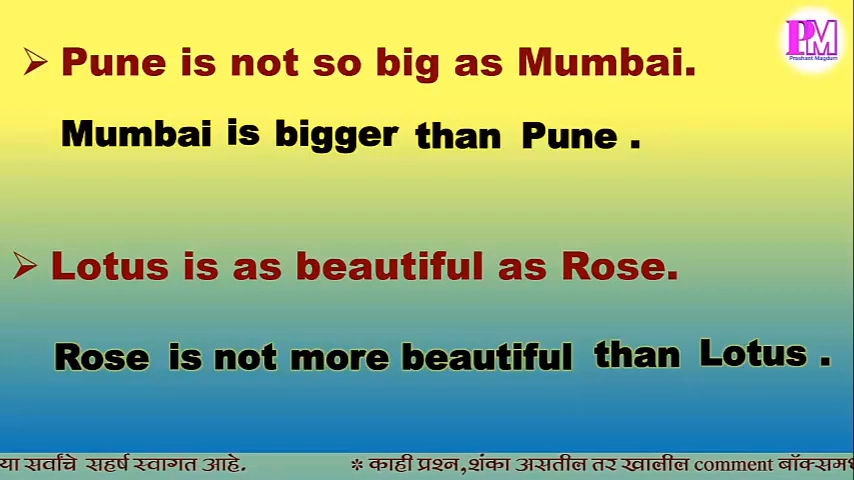 PM
Prashant Magdum
➢ Pune is not so big as Mumbai.
Mumbai is bigger than Pune .
➢ Lotus is as beautiful as Rose.
Rose is not more beautiful than Lotus .
या सर्वांचे सहर्ष स्वागत आहे. * काही प्रश्न,शंका असतील तर खालील comment बॉक्समध